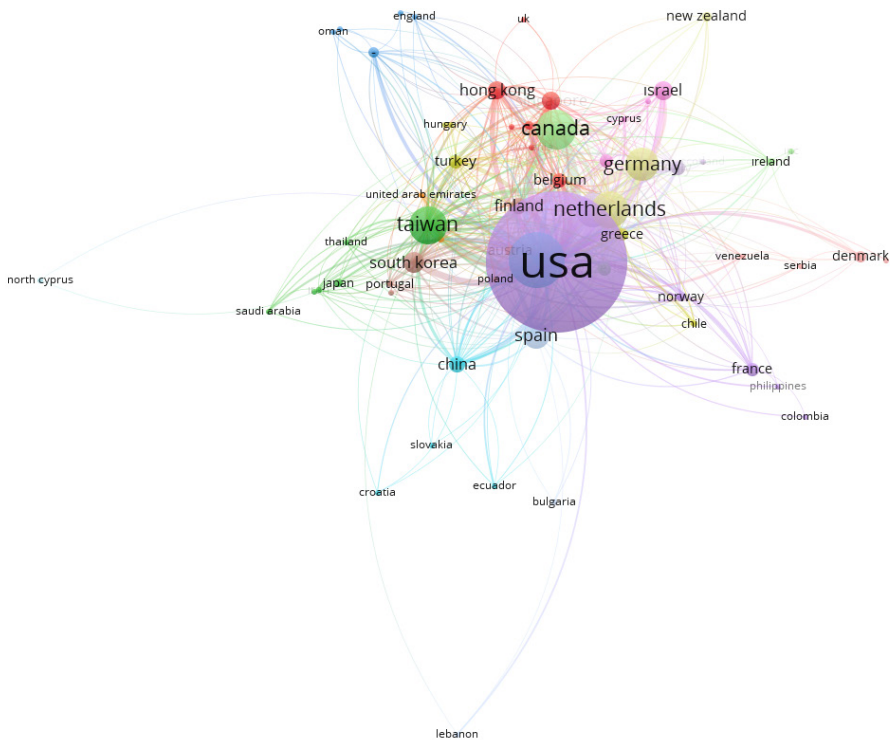 england
uk
new zealand
oman
hong kong
israel
cyprus
hungary
canada
turkey
germany
ireland
belgium
united arab emirates
finland
netherlands
taiwan
greece
thailand
austria
usa
venezuela
denmark
south korea
serbia
north cyprus
poland
japan
portugal
norway
saudi arabia
chile
spain
china
france
philippines
colombia
slovakia
croatia
ecuador
bulgaria
lebanon